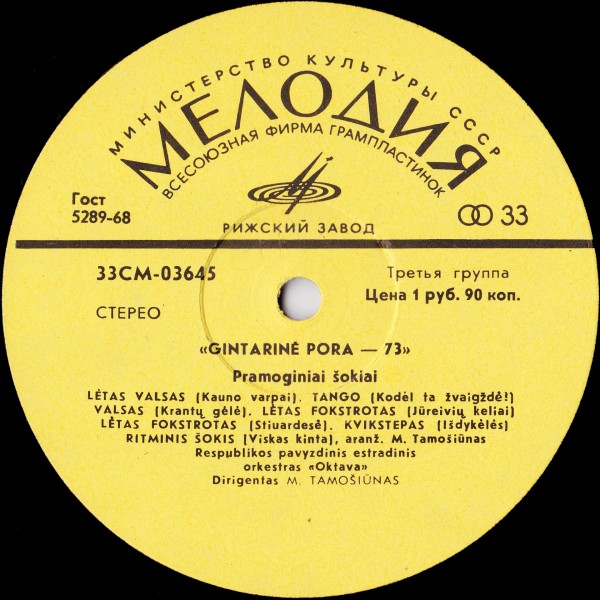 МИНИСТЕРСТВО КУЛЬТУРЫ СССР
МЕЛОДИЯ
ВСЕСОЮЗНАЯ ФИРМА ГРАМПЛАСТИНОК
Гост
5289-68
33
РИЖСКИЙ ЗАВОД
33СМ-03645
Третья группа
Цена 1 руб. 90 коп.
СТЕРЕО
«GINTARINĖ PORA — 73»
Pramoginiai šokiai
LĖTAS VALSAS (Kauno varpai). TANGO (Kodėl ta žvaigždė!)
VALSAS (Krantų gėlė). LĖTAS FOKSTROTAS (Jūreivių keliai)
LĖTAS FOKSTROTAS (Stiuardesė). KVIKSTEPAS (Išdykėlės)
RITMINIS ŠOKIS (Viskas kinta), aranž. M. Tamošiūnas
Respublikos pavyzdinis estradinis
orkestras «Oktava»
Dirigentas M. TAMOŠIŪNAS